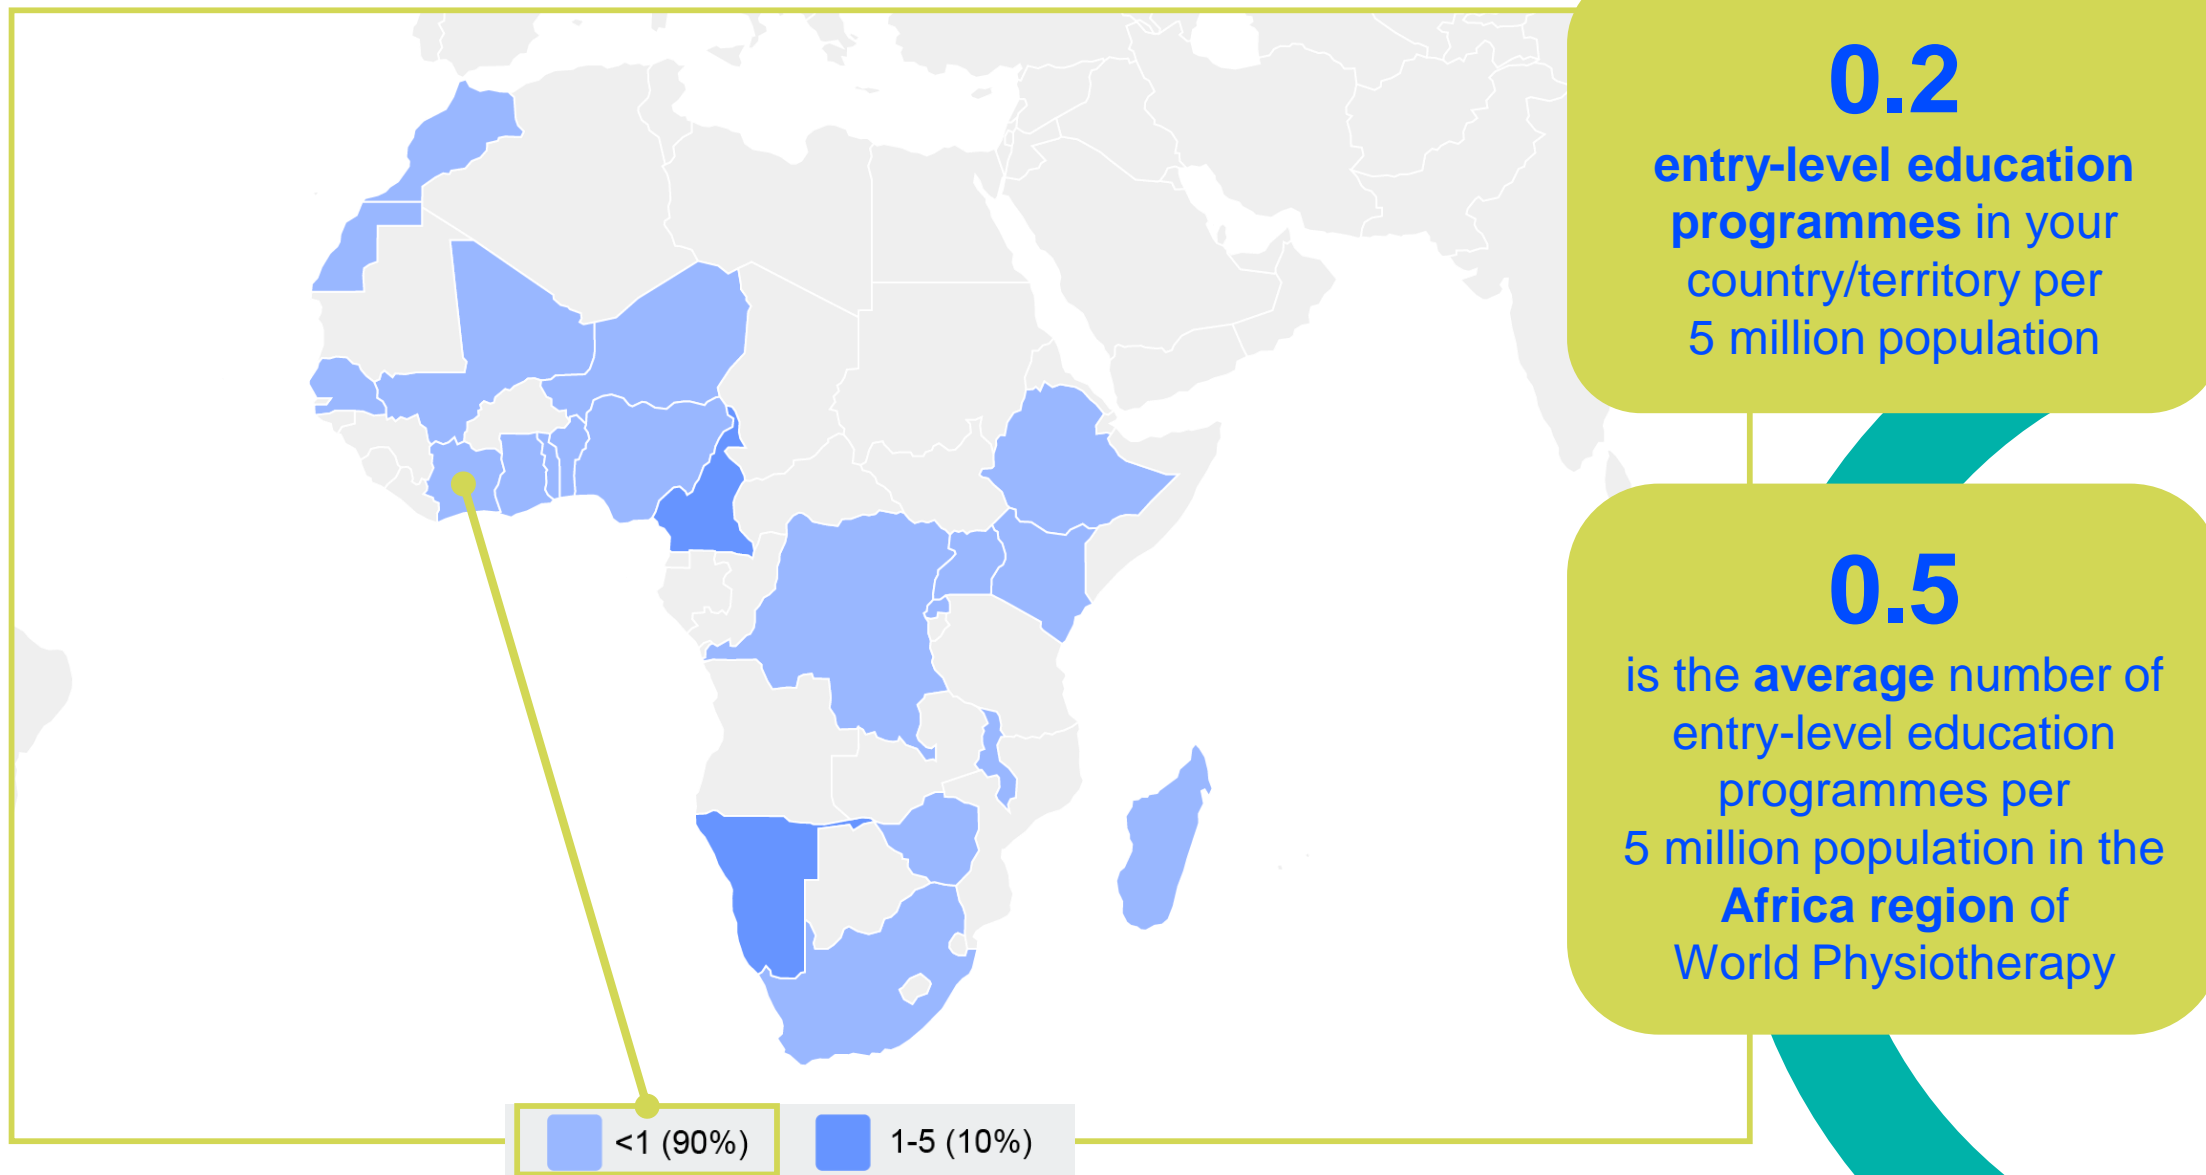 0.2
entry-level education
programmes in your
country/territory per
5 million population
0.5
is the average number of
entry-level education
programmes per
5 million population in the
Africa region of
World Physiotherapy
<1 (90%)
1-5 (10%)